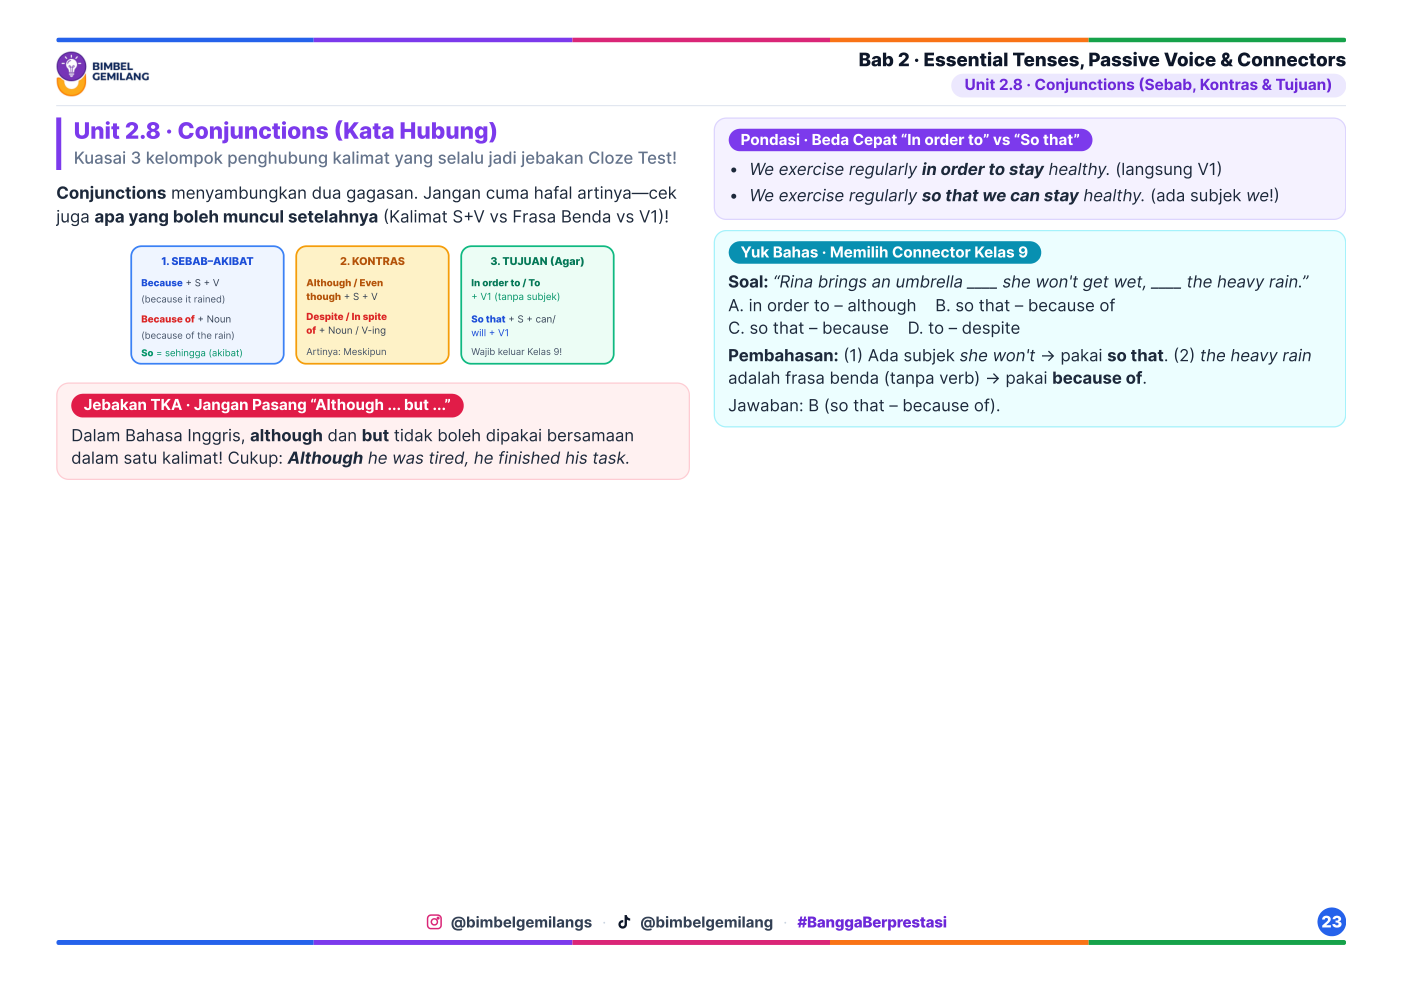 BIMBEL
GEMILANG
Bab 2 · Essential Tenses, Passive Voice & Connectors
Unit 2.8 · Conjunctions (Sebab, Kontras & Tujuan)
Unit 2.8 · Conjunctions (Kata Hubung)
Kuasai 3 kelompok penghubung kalimat yang selalu jadi jebakan Cloze Test!
Conjunctions menyambungkan dua gagasan. Jangan cuma hafal artinya—cek
juga apa yang boleh muncul setelahnya (Kalimat S+V vs Frasa Benda vs V1)!
1. SEBAB–AKIBAT
Because + S + V
(because it rained)
Because of + Noun
(because of the rain)
So = sehingga (akibat)
2. KONTRAS
Although / Even
though + S + V
Despite / In spite
of + Noun / V-ing
Artinya: Meskipun
3. TUJUAN (Agar)
In order to / To
+ V1 (tanpa subjek)
So that + S + can/
will + V1
Wajib keluar Kelas 9!
Jebakan TKA · Jangan Pasang “Although ... but ...”
Dalam Bahasa Inggris, although dan but tidak boleh dipakai bersamaan
dalam satu kalimat! Cukup: Although he was tired, he finished his task.
Pondasi · Beda Cepat “In order to” vs “So that”
• We exercise regularly in order to stay healthy. (langsung V1)
• We exercise regularly so that we can stay healthy. (ada subjek we!)
Yuk Bahas · Memilih Connector Kelas 9
Soal: “Rina brings an umbrella ____ she won't get wet, ____ the heavy rain.”
A. in order to – although B. so that – because of
C. so that – because D. to – despite
Pembahasan: (1) Ada subjek she won't → pakai so that. (2) the heavy rain
adalah frasa benda (tanpa verb) → pakai because of.
Jawaban: B (so that – because of).
@bimbelgemilangs · @bimbelgemilang · #BanggaBerprestasi
23